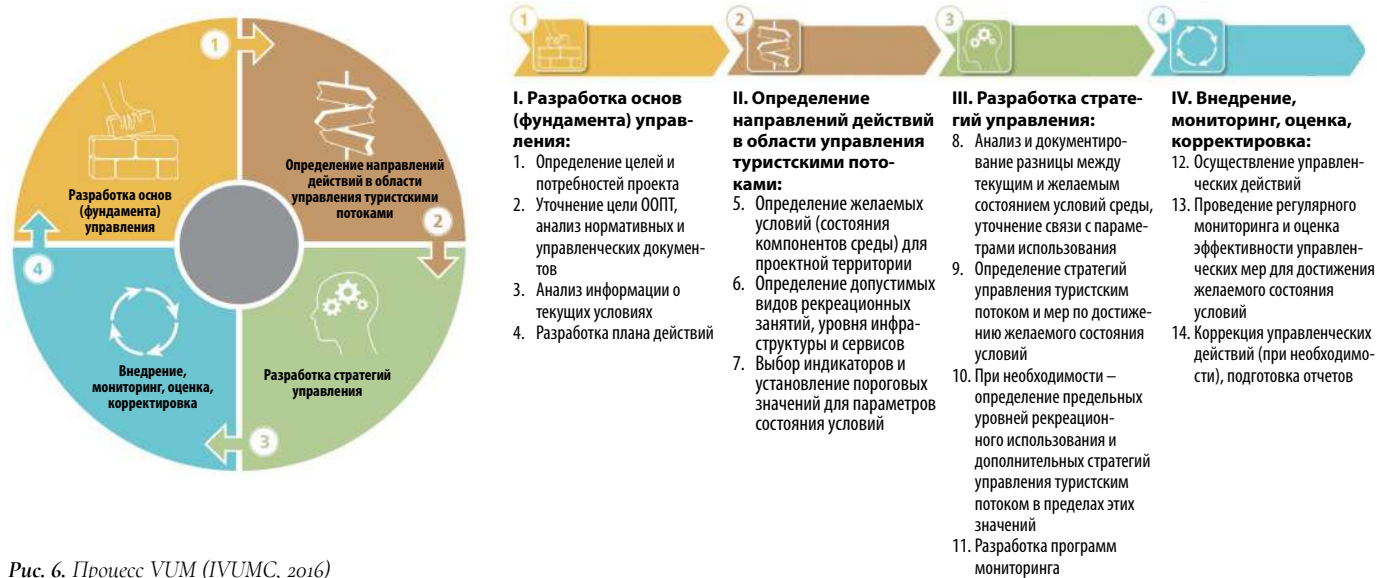 1
Разработка основ
(фундамента)
управления
Определение направлений
действий в области
управления туристскими
потоками
2
4
Внедрение,
мониторинг, оценка,
корректировка
Разработка стратегий
управления
3
1
I. Разработка основ
(фундамента) управ-
ления:
1. Определение целей и
потребностей проекта
2. Уточнение цели ООПТ,
анализ нормативных и
управленческих докумен-
тов
3. Анализ информации о
текущих условиях
4. Разработка плана действий
2
II. Определение
направлений действий
в области управления
туристскими пото-
ками:
5. Определение желаемых
условий (состояния
компонентов среды) для
проектной территории
6. Определение допустимых
видов рекреационных
занятий, уровня инфра-
структуры и сервисов
7. Выбор индикаторов и
установление пороговых
значений для параметров
состояния условий
3
III. Разработка страте-
гий управления:
8. Анализ и документиро-
вание разницы между
текущим и желаемым
состоянием условий среды,
уточнение связи с параме-
трами использования
9. Определение стратегий
управления туристским
потоком и мер по достиже-
нию желаемого состояния
условий
10. При необходимости –
определение предельных
уровней рекреацион-
ного использования и
дополнительных стратегий
управления туристским
потоком в пределах этих
значений
11. Разработка программ
мониторинга
4
IV. Внедрение,
мониторинг, оценка,
корректировка:
12. Осуществление управлен-
ческих действий
13. Проведение регулярного
мониторинга и оценка
эффективности управлен-
ческих мер для достижения
желаемого состояния
условий
14. Коррекция управленческих
действий (при необходимо-
сти), подготовка отчетов
Рис. 6. Процесс VUM (IVUMC, 2016)